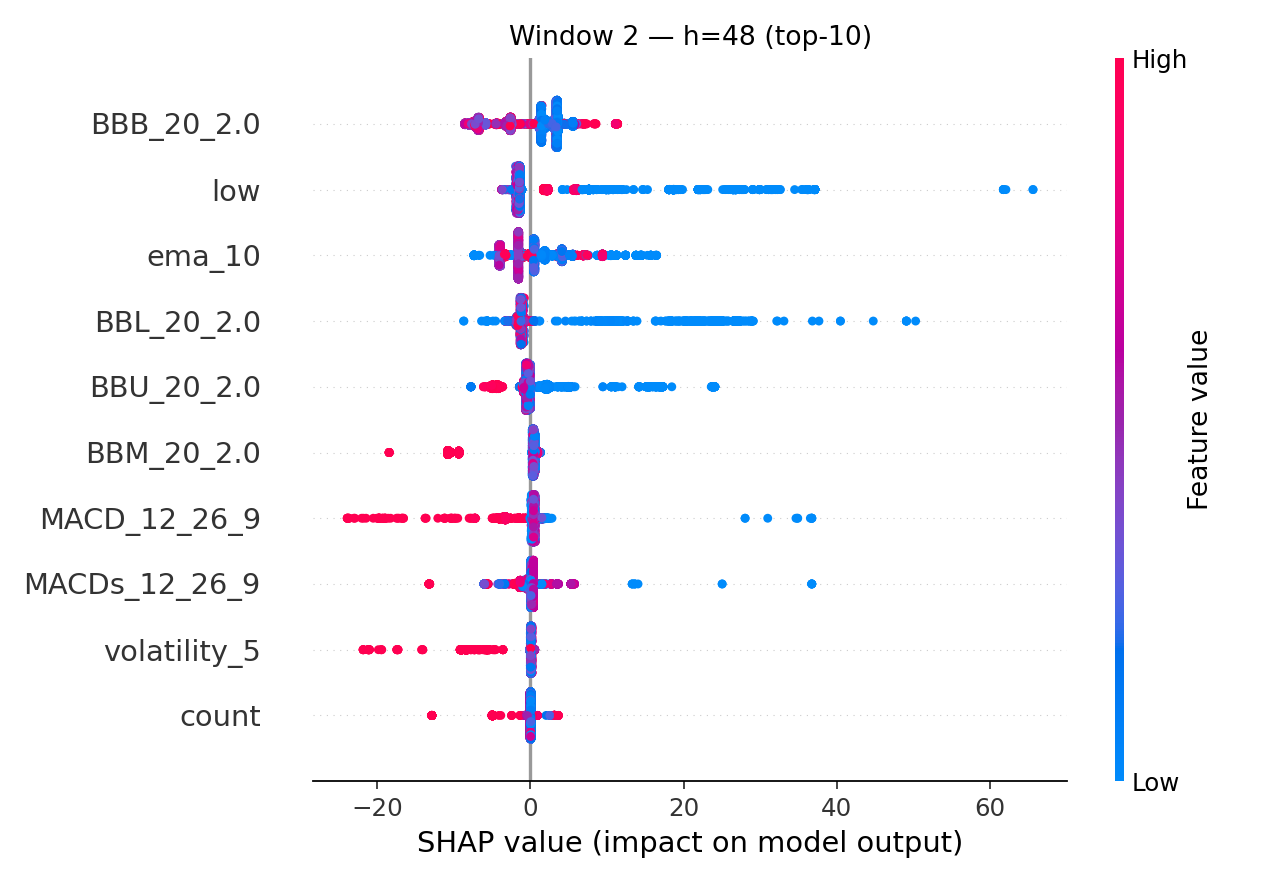 Window 2 — h=48 (top-10)
High
BBB_20_2.0
low
ema_10
BBL_20_2.0
BBU_20_2.0
BBM_20_2.0
MACD_12_26_9
MACDs_12_26_9
volatility_5
count
Feature value
Low
−20 0 20 40 60
SHAP value (impact on model output)